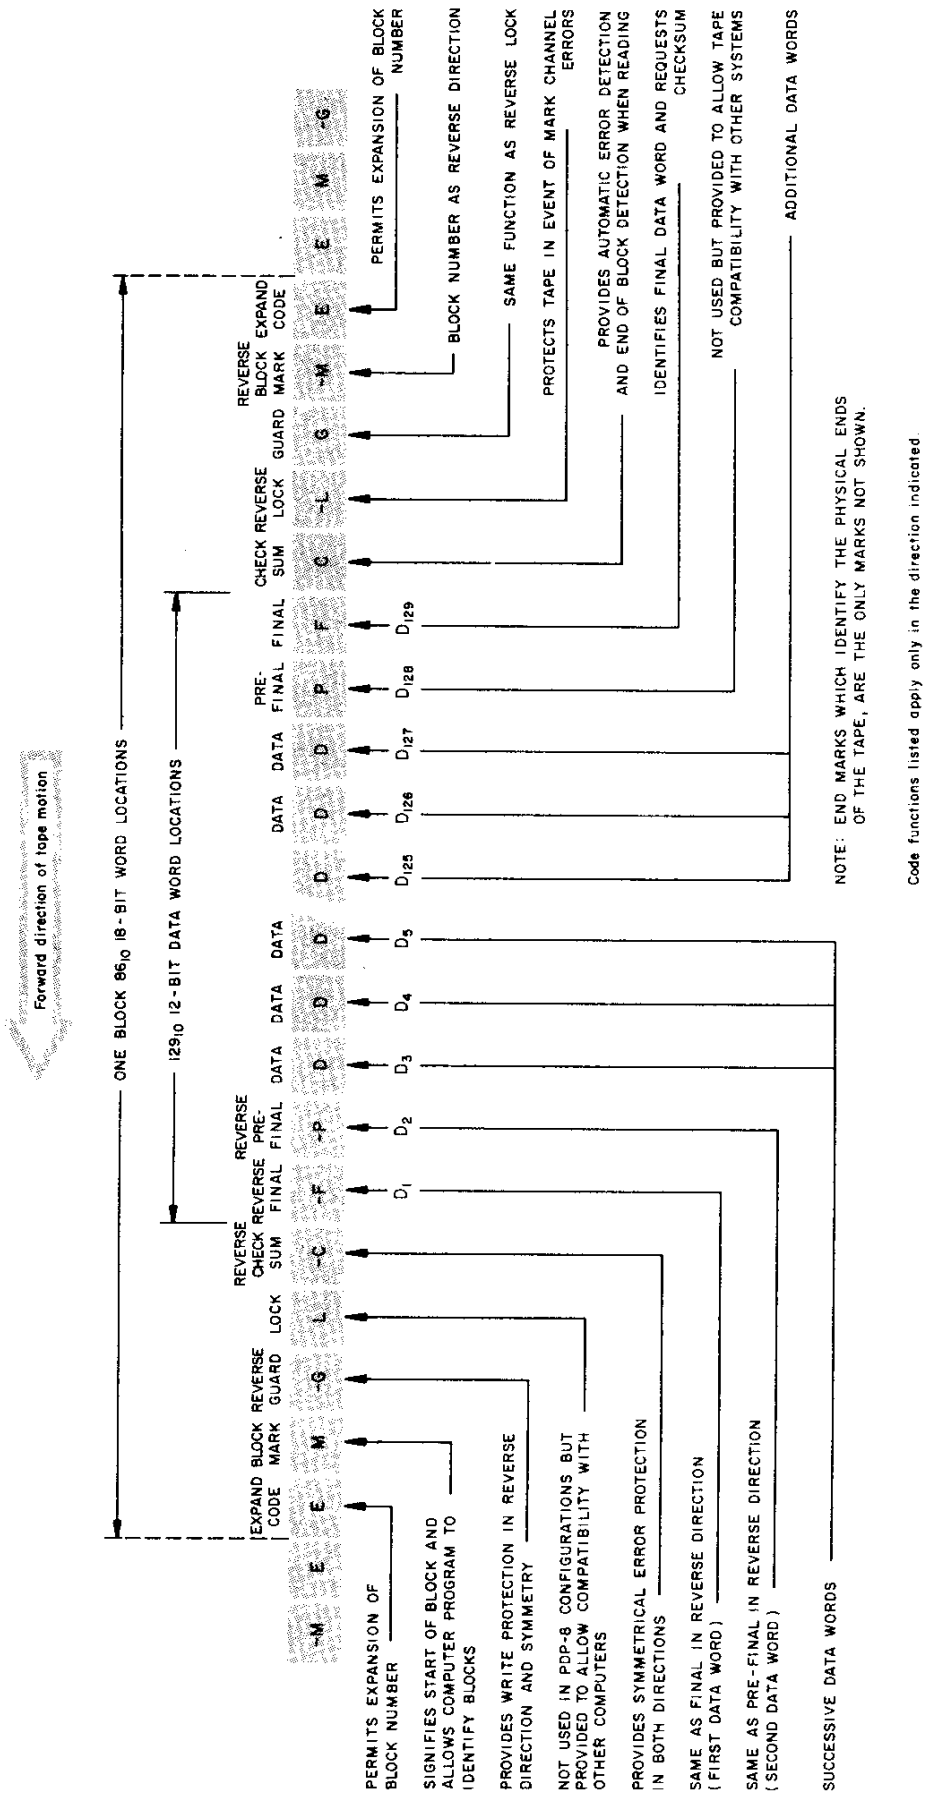 Forward direction of tape motion
ONE BLOCK 86₁₀ 18-BIT WORD LOCATIONS
129₁₀ 12-BIT DATA WORD LOCATIONS
EXPAND CODE
BLOCK MARK
REVERSE GUARD
LOCK
REVERSE CHECK SUM
REVERSE FINAL
REVERSE PRE-FINAL
DATA
DATA
DATA
DATA
DATA
PRE-FINAL
FINAL
CHECK SUM
REVERSE LOCK
GUARD
REVERSE BLOCK MARK
EXPAND CODE
-M E E M -G L -C -F -P D D D D D D P F C -L G -M E E M -G
D₁ D₂ D₃ D₄ D₅ D₁₂₅ D₁₂₆ D₁₂₇ D₁₂₈ D₁₂₉
PERMITS EXPANSION OF
BLOCK NUMBER
SIGNIFIES START OF BLOCK AND
ALLOWS COMPUTER PROGRAM TO
IDENTIFY BLOCKS
PROVIDES WRITE PROTECTION IN REVERSE
DIRECTION AND SYMMETRY
NOT USED IN PDP-8 CONFIGURATIONS BUT
PROVIDED TO ALLOW COMPATIBILITY WITH
OTHER COMPUTERS
PROVIDES SYMMETRICAL ERROR PROTECTION
IN BOTH DIRECTIONS
SAME AS FINAL IN REVERSE DIRECTION
(FIRST DATA WORD)
SAME AS PRE-FINAL IN REVERSE DIRECTION
(SECOND DATA WORD)
SUCCESSIVE DATA WORDS
PERMITS EXPANSION OF BLOCK
NUMBER
BLOCK NUMBER AS REVERSE DIRECTION
SAME FUNCTION AS REVERSE LOCK
PROTECTS TAPE IN EVENT OF MARK CHANNEL
ERRORS
PROVIDES AUTOMATIC ERROR DETECTION
AND END OF BLOCK DETECTION WHEN READING
IDENTIFIES FINAL DATA WORD AND REQUESTS
CHECKSUM
NOT USED BUT PROVIDED TO ALLOW TAPE
COMPATIBILITY WITH OTHER SYSTEMS
ADDITIONAL DATA WORDS
NOTE: END MARKS WHICH IDENTIFY THE PHYSICAL ENDS
OF THE TAPE, ARE THE ONLY MARKS NOT SHOWN.
Code functions listed apply only in the direction indicated.